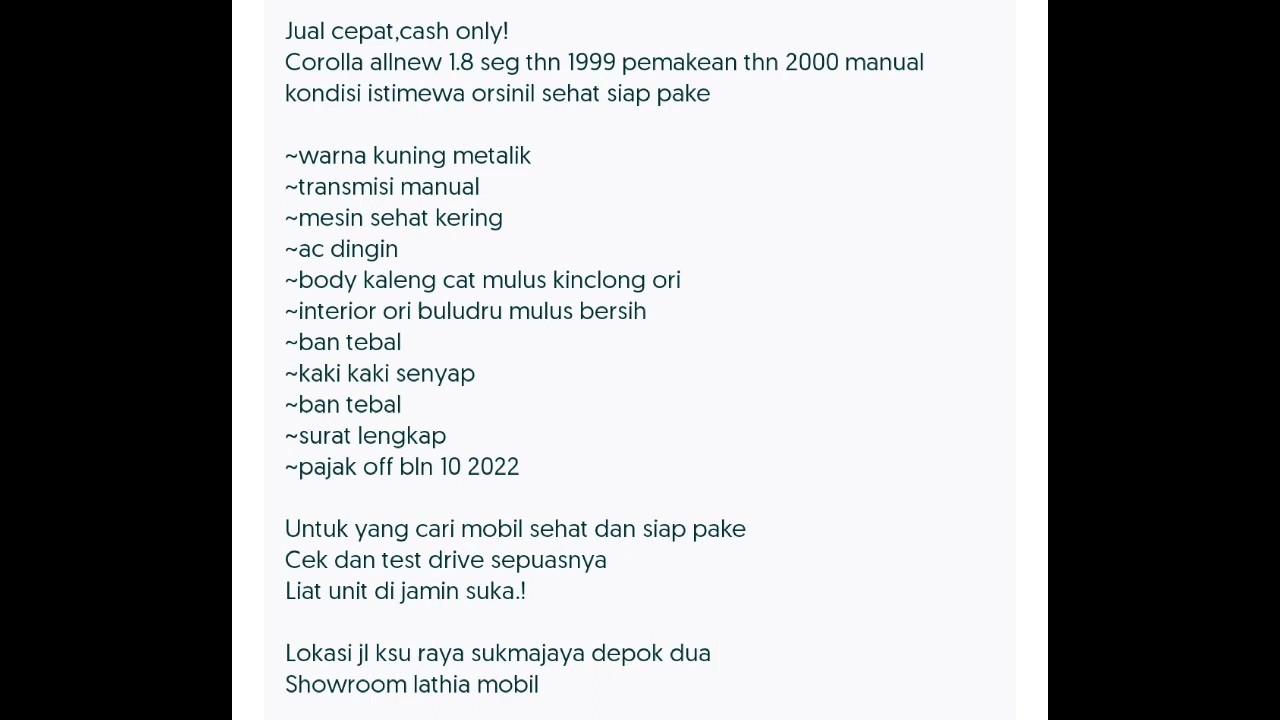 Jual cepat,cash only!
Corolla allnew 1.8 seg thn 1999 pemakean thn 2000 manual
kondisi istimewa orsinil sehat siap pake
~warna kuning metalik
~transmisi manual
~mesin sehat kering
~ac dingin
~body kaleng cat mulus kinclong ori
~interior ori buludru mulus bersih
~ban tebal
~kaki kaki senyap
~ban tebal
~surat lengkap
~pajak off bln 10 2022
Untuk yang cari mobil sehat dan siap pake
Cek dan test drive sepuasnya
Liat unit di jamin suka.!
Lokasi jl ksu raya sukmajaya depok dua
Showroom lathia mobil